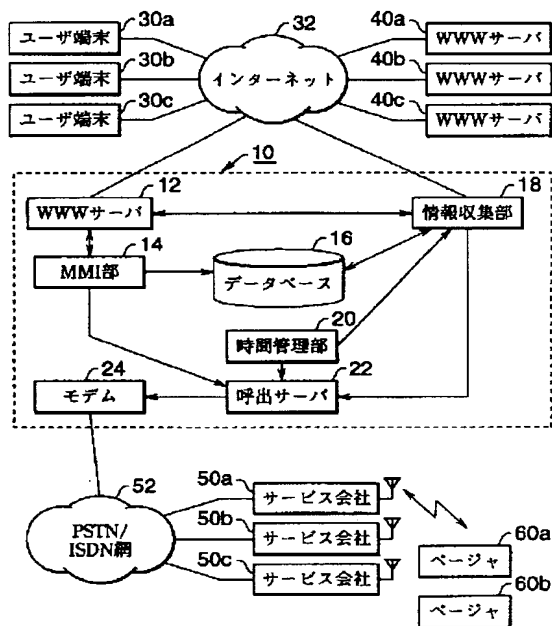 30a
ユーザ端末
30b
ユーザ端末
30c
ユーザ端末
32
インターネット
40a
WWWサーバ
40b
WWWサーバ
40c
WWWサーバ
10
12
WWWサーバ
14
MMI部
16
データベース
18
情報収集部
20
時間管理部
22
呼出サーバ
24
モデム
52
PSTN/
ISDN網
50a
サービス会社
50b
サービス会社
50c
サービス会社
60a
ページャ
60b
ページャ